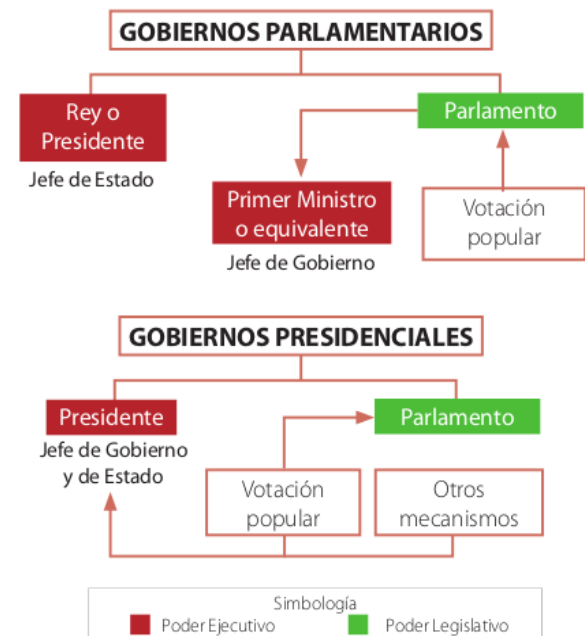 GOBIERNOS PARLAMENTARIOS
Rey o
Presidente
Jefe de Estado
Parlamento
Primer Ministro
o equivalente
Jefe de Gobierno
Votación
popular
GOBIERNOS PRESIDENCIALES
Presidente
Jefe de Gobierno
y de Estado
Parlamento
Votación
popular
Otros
mecanismos
Simbología
Poder Ejecutivo
Poder Legislativo